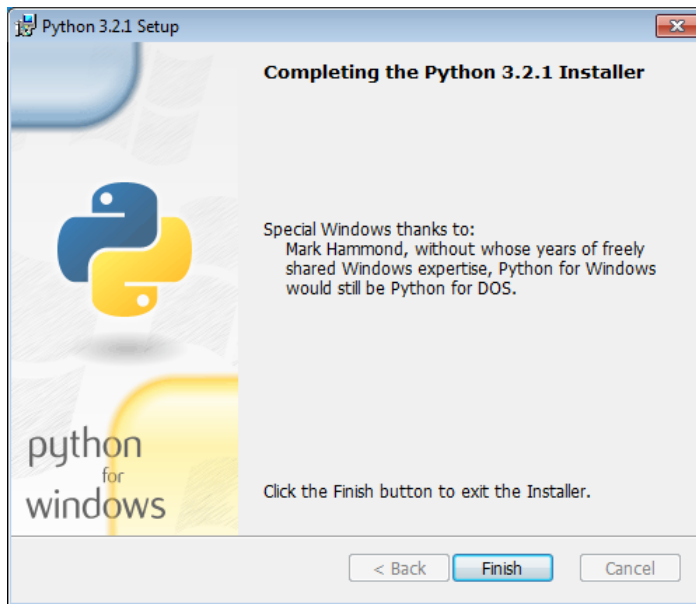 Python 3.2.1 Setup
Completing the Python 3.2.1 Installer
Special Windows thanks to:
Mark Hammond, without whose years of freely
shared Windows expertise, Python for Windows
would still be Python for DOS.
python
for
windows
Click the Finish button to exit the Installer.
< Back Finish Cancel